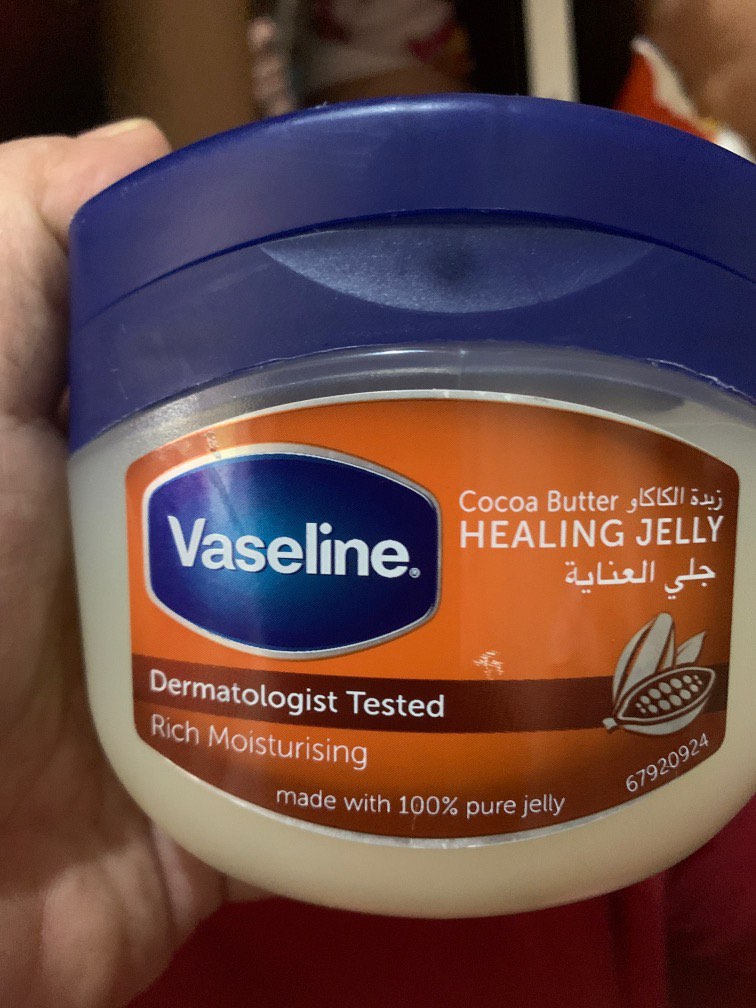 Vaseline®
Cocoa Butter زبدة الكاكاو
HEALING JELLY
جلي العناية
Dermatologist Tested
Rich Moisturising
made with 100% pure jelly
67920924